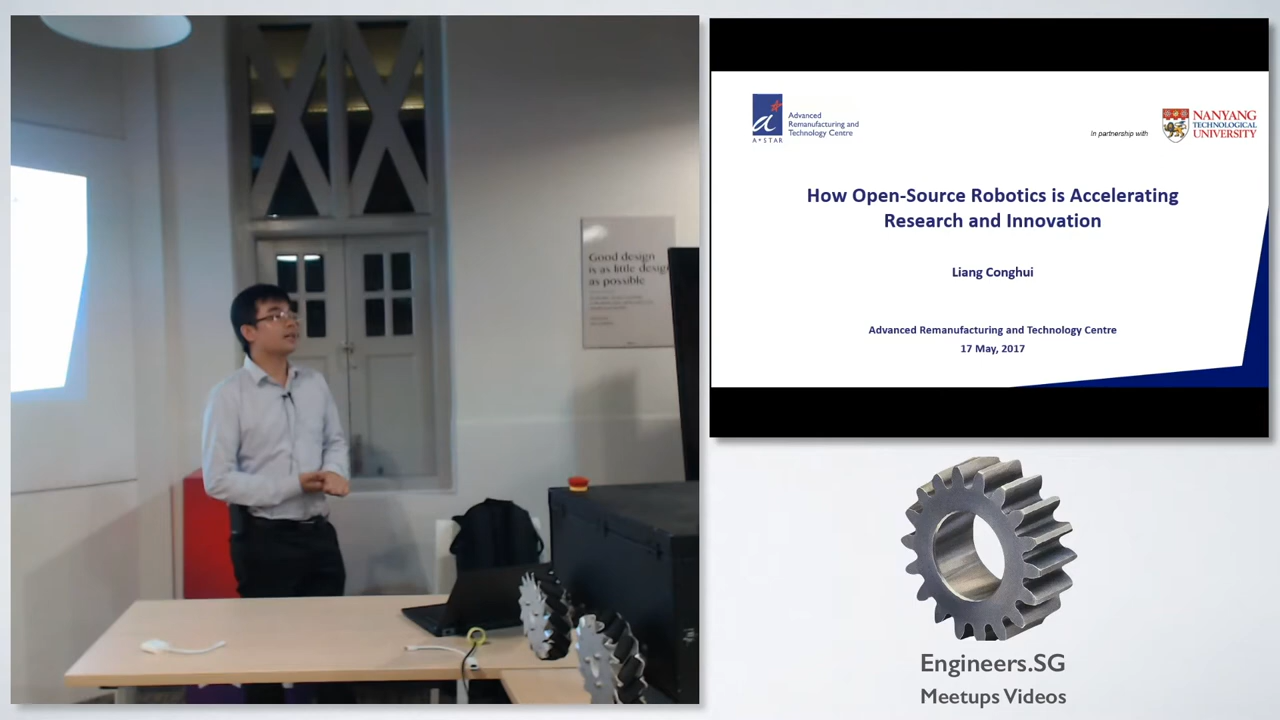 Good design
is as little design
as possible
Advanced
Remanufacturing and
Technology Centre
A*STAR
In partnership with
NANYANG
TECHNOLOGICAL
UNIVERSITY
How Open-Source Robotics is Accelerating
Research and Innovation
Liang Conghui
Advanced Remanufacturing and Technology Centre
17 May, 2017
Engineers.SG
Meetups Videos